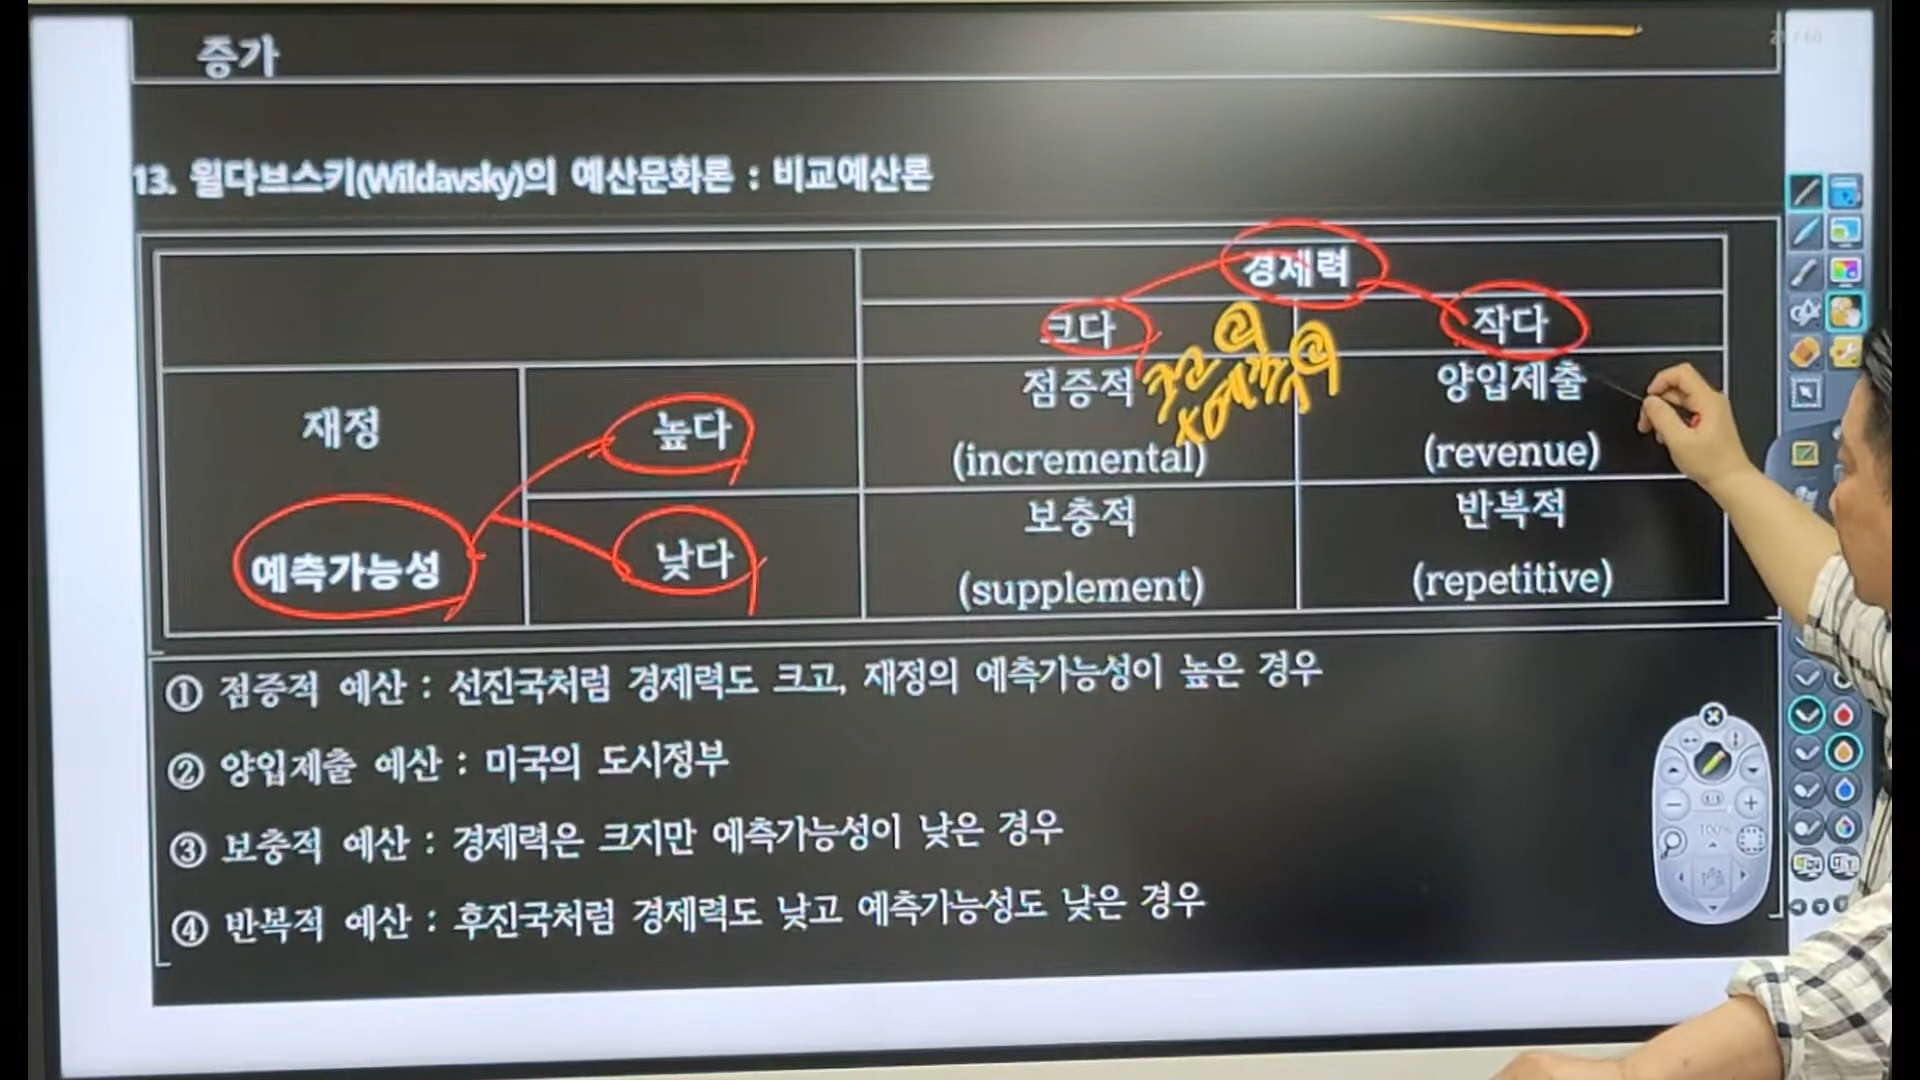 증가
13. 윌다브스키(Wildavsky)의 예산문화론 : 비교예산론
경제력
크다
작다
재정
예측가능성
높다
점증적
(incremental)
양입제출
(revenue)
낮다
보충적
(supplement)
반복적
(repetitive)
① 점증적 예산 : 선진국처럼 경제력도 크고, 재정의 예측가능성이 높은 경우
② 양입제출 예산 : 미국의 도시정부
③ 보충적 예산 : 경제력은 크지만 예측가능성이 낮은 경우
④ 반복적 예산 : 후진국처럼 경제력도 낮고 예측가능성도 낮은 경우
100%